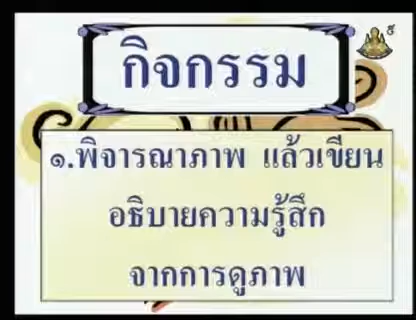 กิจกรรม
๑.พิจารณาภาพ แล้วเขียน
อธิบายความรู้สึก
จากการดูภาพ